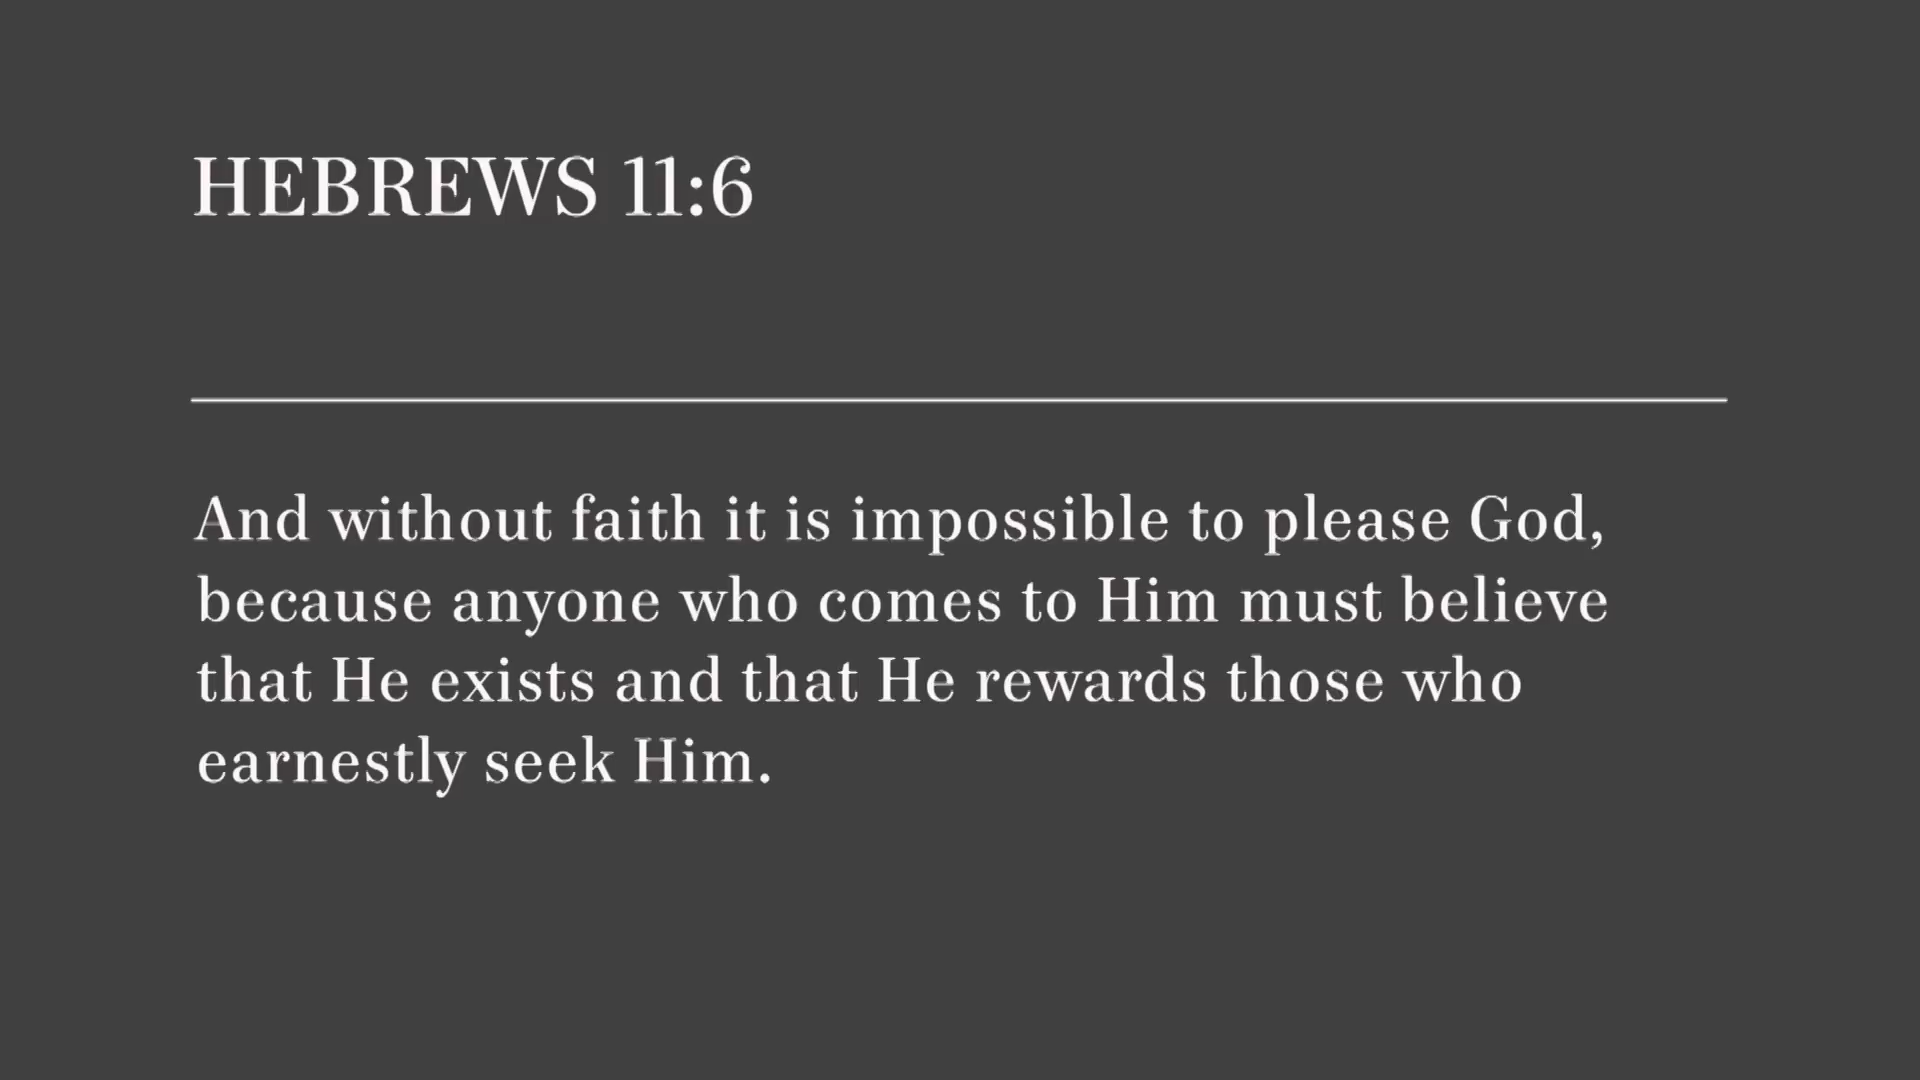 HEBREWS 11:6
And without faith it is impossible to please God,
because anyone who comes to Him must believe
that He exists and that He rewards those who
earnestly seek Him.